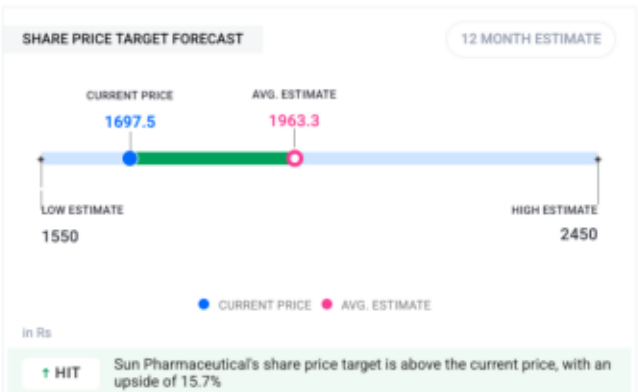 SHARE PRICE TARGET FORECAST
12 MONTH ESTIMATE
CURRENT PRICE
AVG. ESTIMATE
1697.5
1963.3
LOW ESTIMATE
HIGH ESTIMATE
1550
2450
CURRENT PRICE
AVG. ESTIMATE
in Rs
↑ HIT
Sun Pharmaceutical's share price target is above the current price, with an
upside of 15.7%